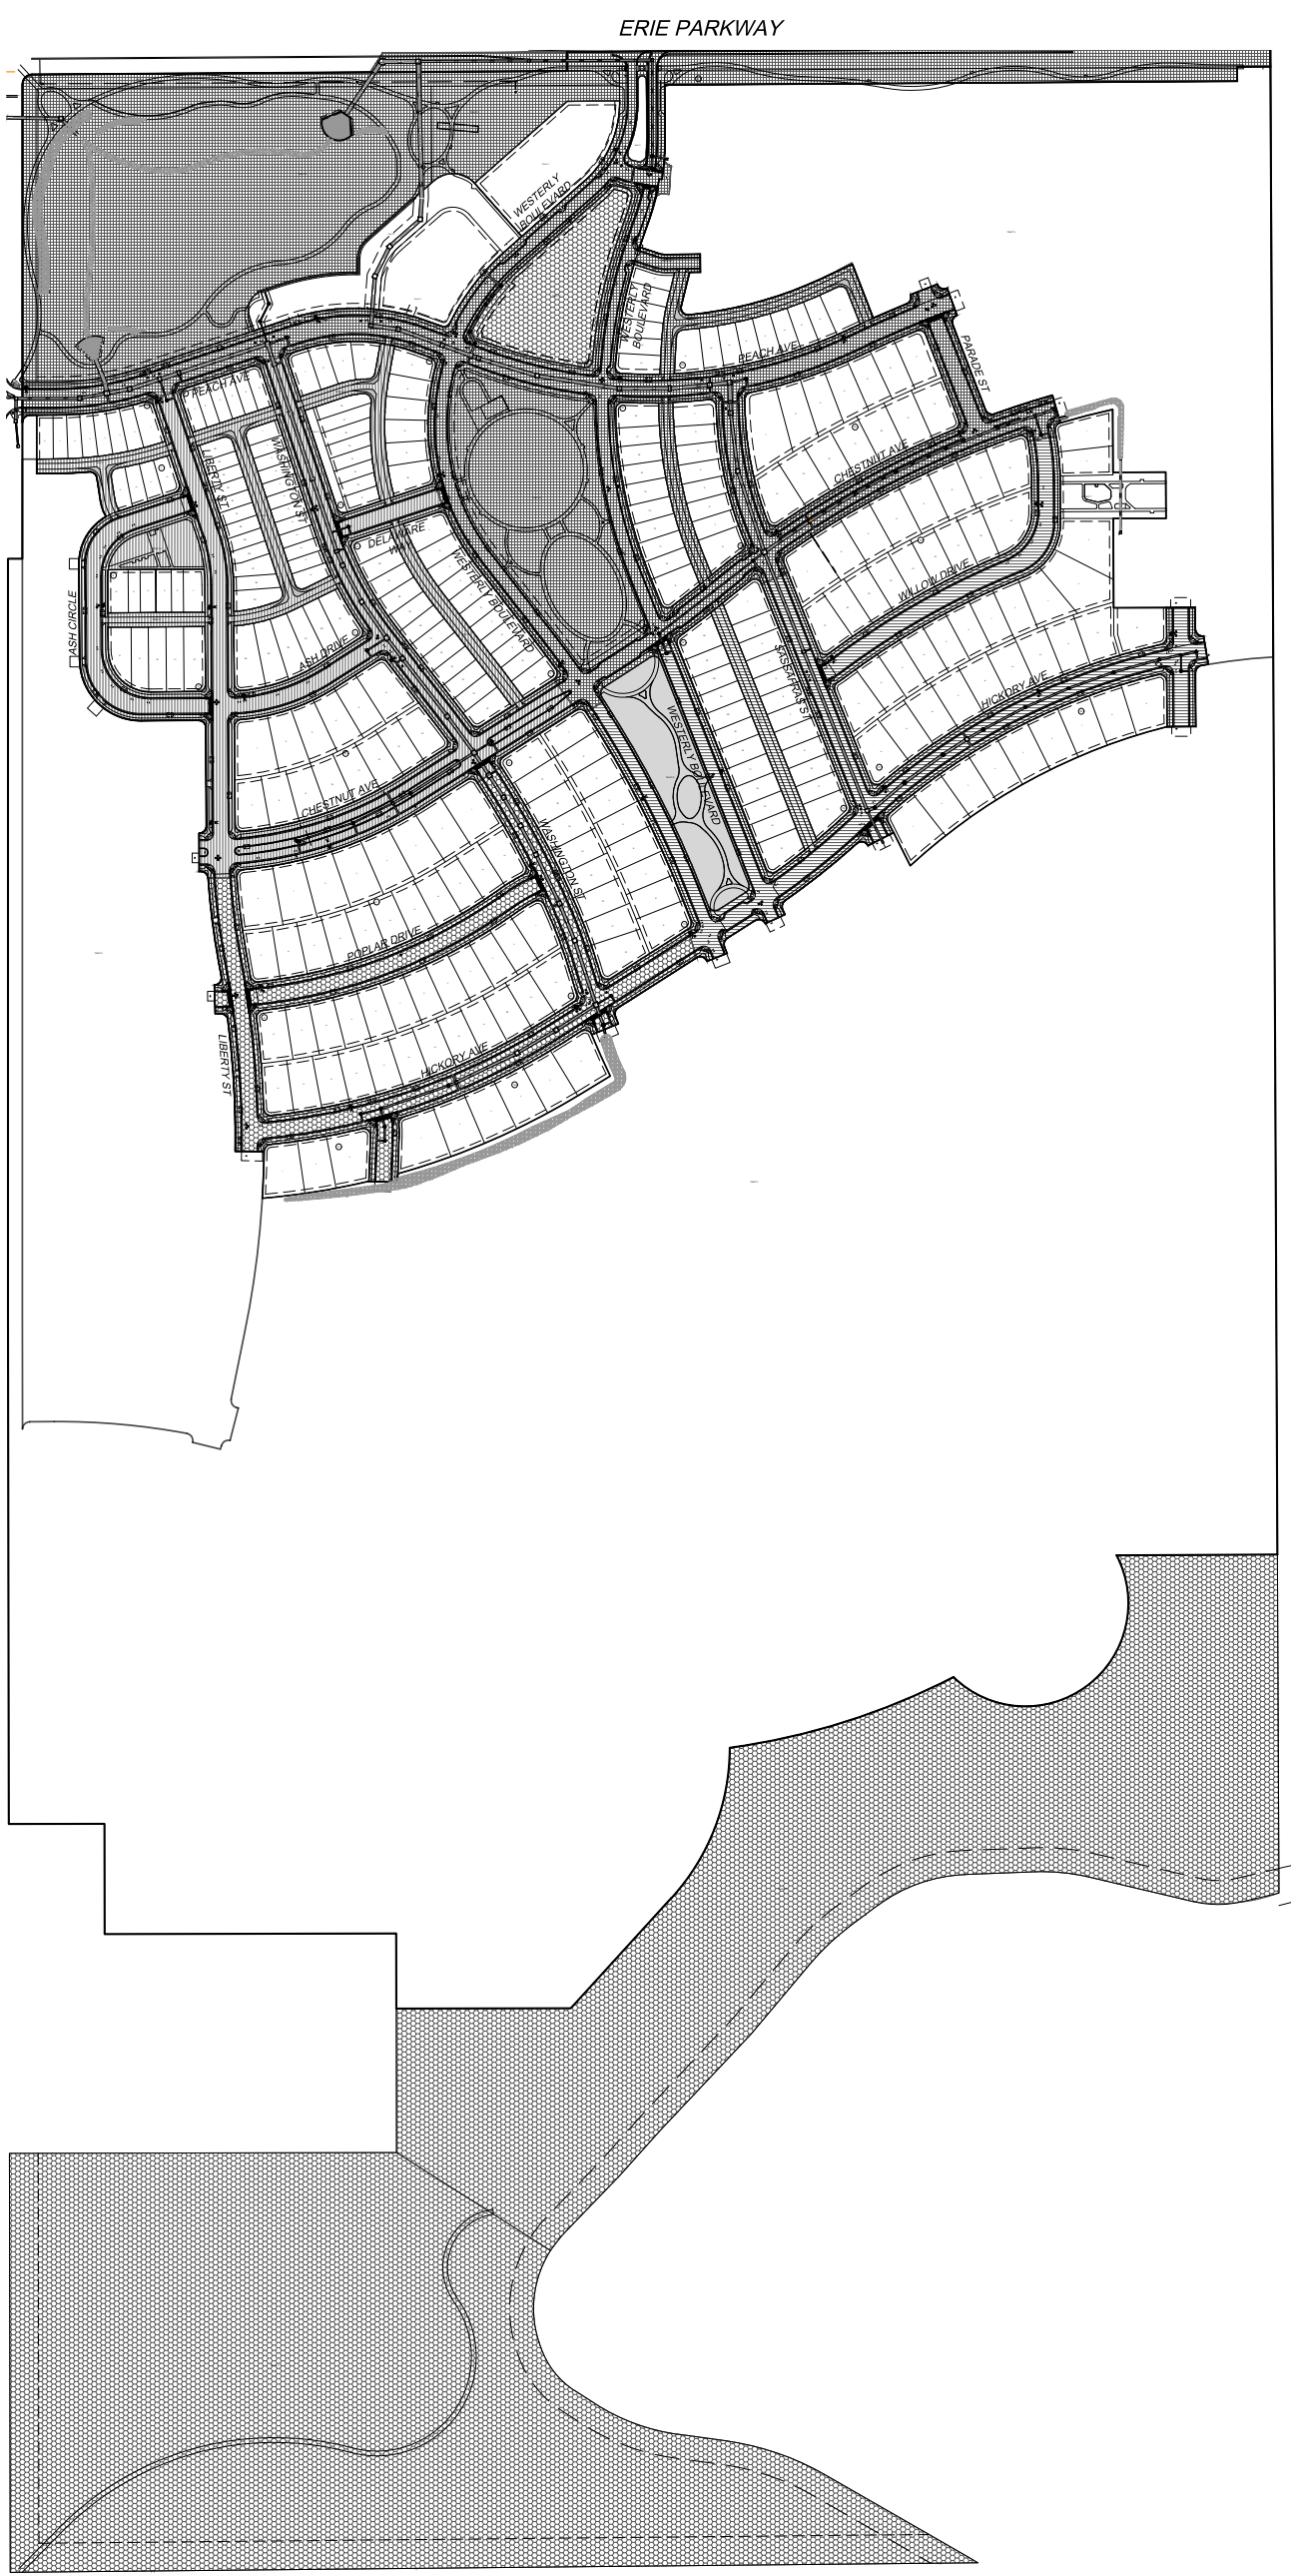 ERIE PARKWAY
WESTERLY
BOULEVARD
WESTERLY
BOULEVARD
PEACH AVE
PARADE ST
PEACH AVE
LIBERTY ST
WASHINGTON ST
CHESTNUT AVE
DELAWARE
WAY
WESTERLY BOULEVARD
WILLOW DRIVE
ASH CIRCLE
ASH DRIVE
SASSAFRAS ST
HICKORY AVE
WESTERLY BOULEVARD
CHESTNUT AVE
WASHINGTON ST
POPLAR DRIVE
HICKORY AVE
LIBERTY ST